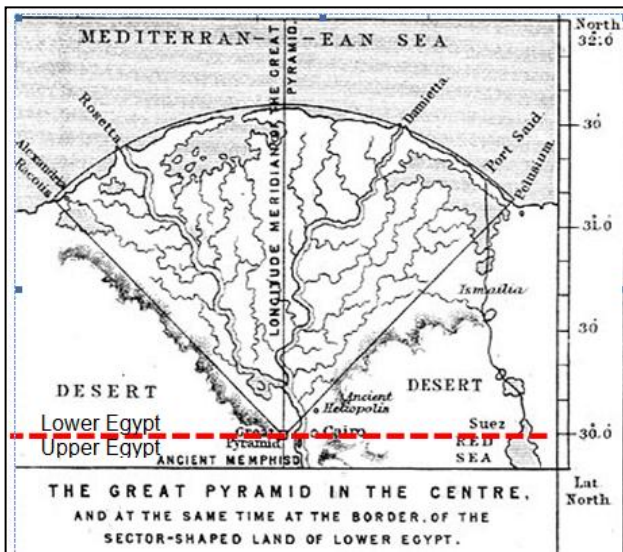 North
32°0
MEDITERRAN-EAN SEA
LONGITUDE MERIDIAN OF THE GREAT PYRAMID.
Rosetta
Damietta
Alexandria
Racotis
Port Said
Pelusium
30
31.0
Ismailia
30
DESERT
DESERT
Ancient
Heliopolis
Lower Egypt
Great
Pyramid
Cairo
Suez
30.0
Upper Egypt
RED
SEA
ANCIENT MEMPHIS
Lat
North
THE GREAT PYRAMID IN THE CENTRE,
AND AT THE SAME TIME AT THE BORDER, OF THE
SECTOR-SHAPED LAND OF LOWER EGYPT.